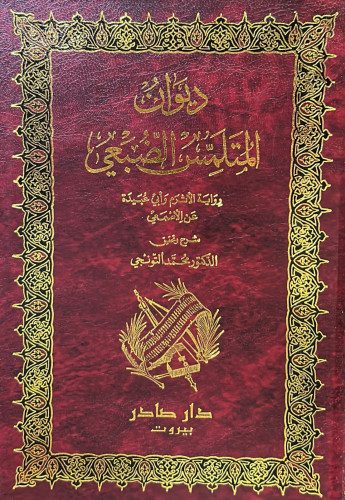 ديوان
المتلمس الضبعي
رواية الأثرم وأبي عبيدة
عن الأصمعي
شرح وتحقيق
الدكتور محمد التونجي
دار صادر
بيروت